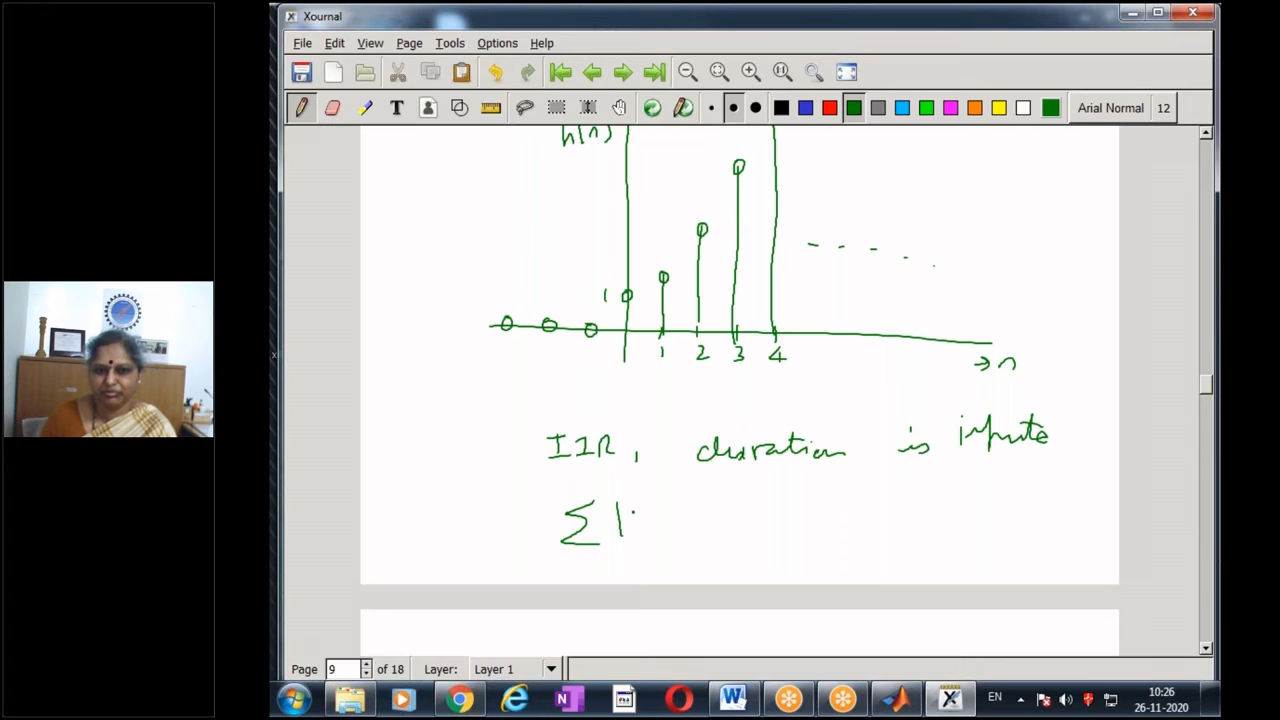 Xournal
File Edit View Page Tools Options Help
T Arial Normal 12
h(n)
1
1 2 3 4
→ n
IIR, duration is infinite
∑ |
Page 9 of 18 Layer: Layer 1
EN 10:26
26-11-2020